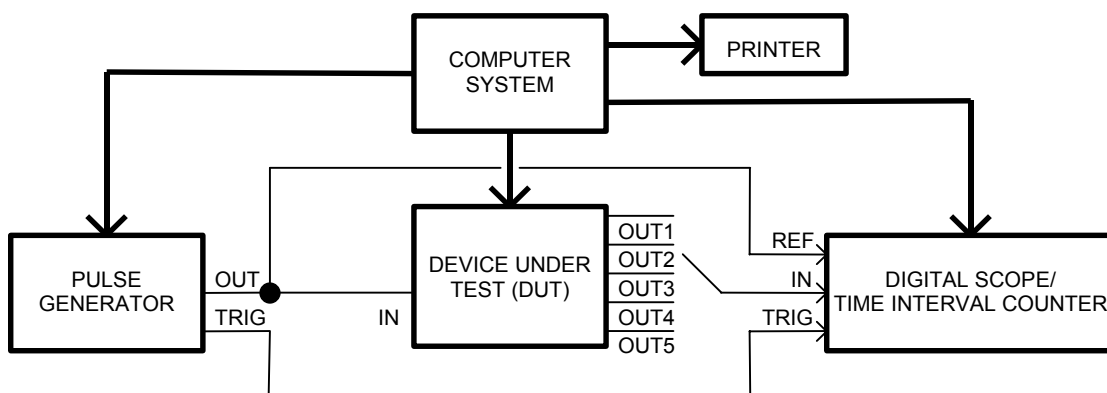 COMPUTER
SYSTEM
PRINTER
PULSE
GENERATOR
OUT
TRIG
IN
DEVICE UNDER
TEST (DUT)
OUT1
OUT2
OUT3
OUT4
OUT5
REF
IN
TRIG
DIGITAL SCOPE/
TIME INTERVAL COUNTER